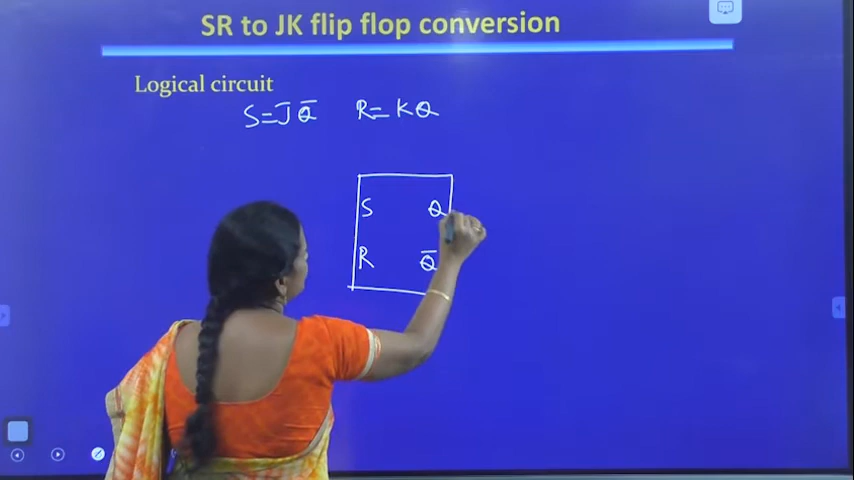 SR to JK flip flop conversion
Logical circuit
S=JQ̅ R=KQ
S Q
R Q̅